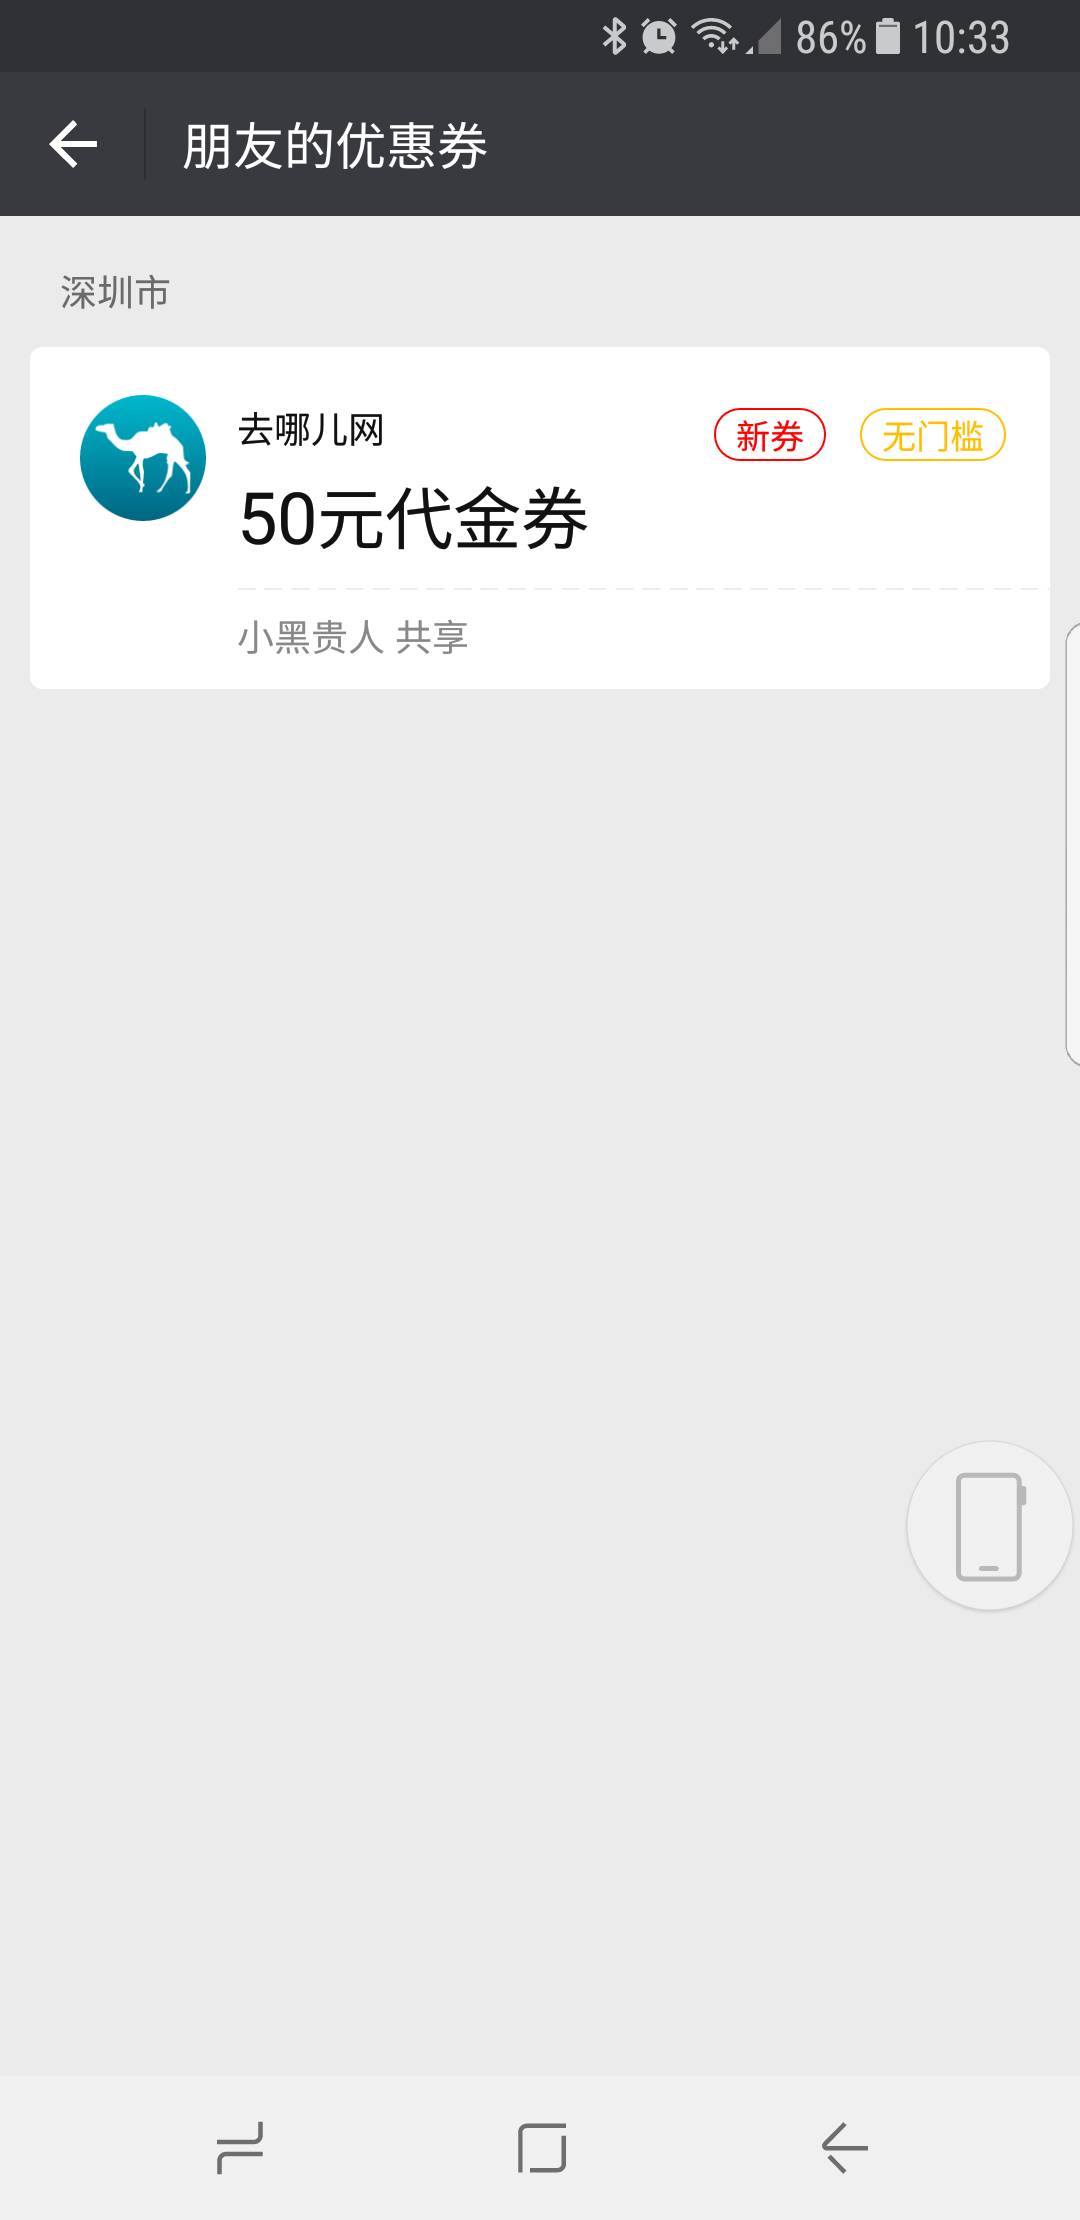 86% 10:33
朋友的优惠券
深圳市
去哪儿网 新券 无门槛
50元代金券
小黑贵人 共享